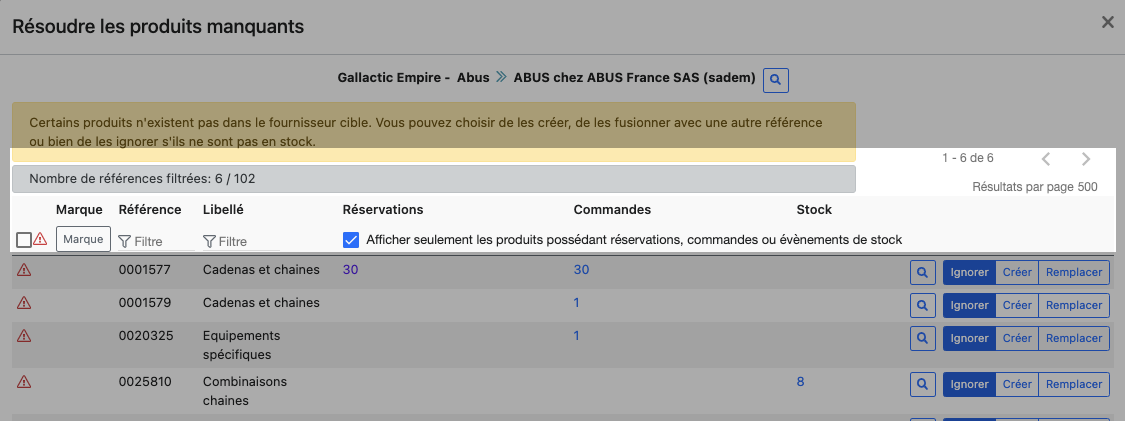 Résoudre les produits manquants
Gallactic Empire - Abus ABUS chez ABUS France SAS (sadem)
Certains produits n'existent pas dans le fournisseur cible. Vous pouvez choisir de les créer, de les fusionner avec une autre référence
ou bien de les ignorer s'ils ne sont pas en stock.
1 - 6 de 6
Nombre de références filtrées: 6 / 102
Résultats par page 500
Marque Référence Libellé Réservations Commandes Stock
Marque Filtre Filtre Afficher seulement les produits possédant réservations, commandes ou évènements de stock
0001577 Cadenas et chaines 30 30 Ignorer Créer Remplacer
0001579 Cadenas et chaines 1 Ignorer Créer Remplacer
0020325 Equipements 1 Ignorer Créer Remplacer
spécifiques
0025810 Combinaisons 8 Ignorer Créer Remplacer
chaines